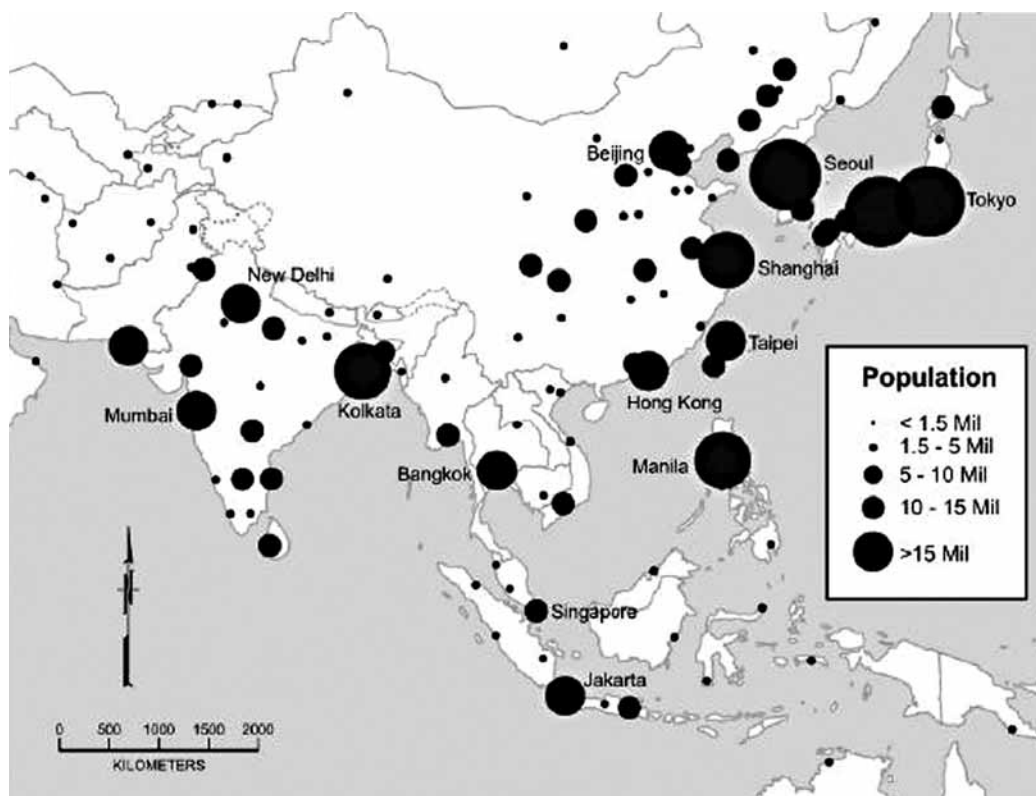 Beijing
Seoul
Tokyo
New Delhi
Shanghai
Taipei
Hong Kong
Mumbai
Kolkata
Bangkok
Manila
Singapore
Jakarta
Population
< 1.5 Mil
1.5 - 5 Mil
5 - 10 Mil
10 - 15 Mil
>15 Mil
0 500 1000 1500 2000
KILOMETERS